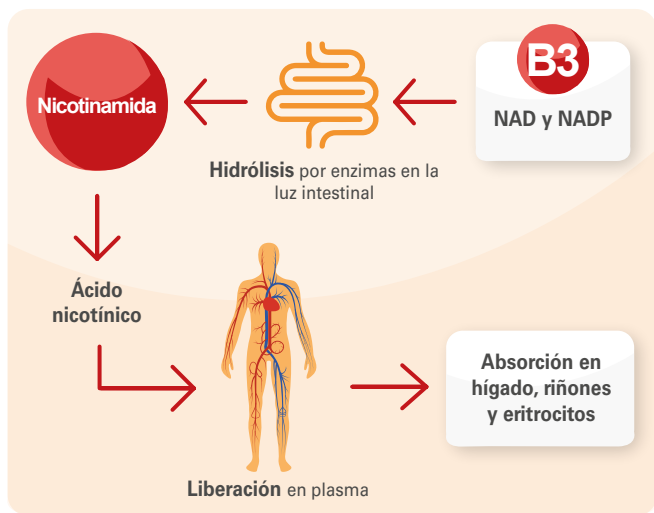 B3
NAD y NADP
Hidrólisis por enzimas en la
luz intestinal
Nicotinamida
Ácido
nicotínico
Liberación en plasma
Absorción en
hígado, riñones
y eritrocitos